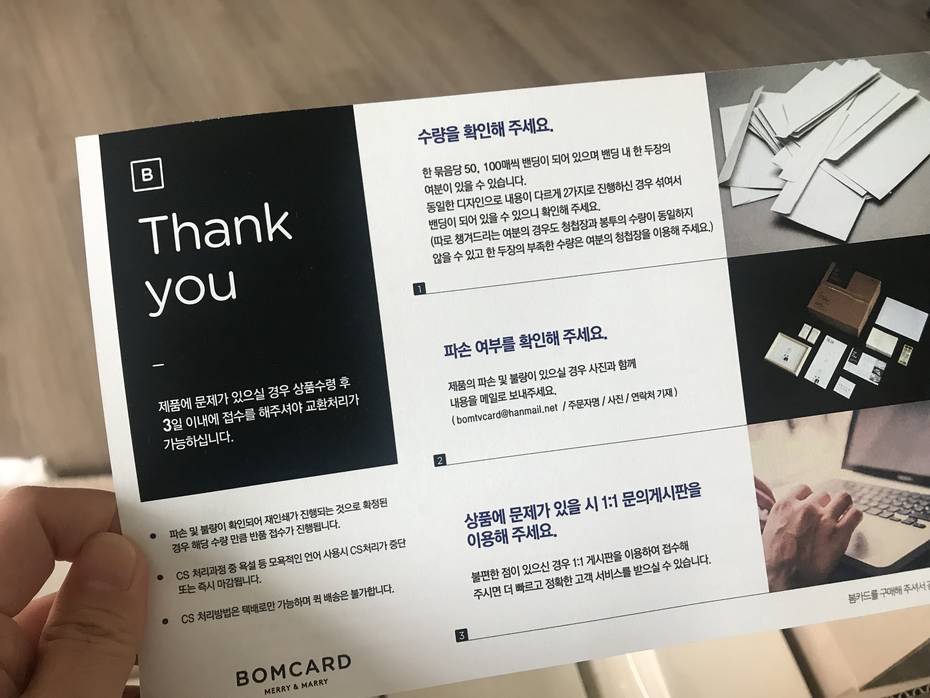 B
Thank
you
제품에 문제가 있으실 경우 상품수령 후
3일 이내에 접수를 해주셔야 교환처리가
가능하십니다.
파손 및 불량이 확인되어 재인쇄가 진행되는 것으로 확정된
경우 해당 수량 만큼 반품 접수가 진행됩니다.
CS 처리과정 중 욕설 등 모욕적인 언어 사용시 CS처리가 중단
또는 즉시 마감됩니다.
CS 처리방법은 택배로만 가능하며 퀵 배송은 불가합니다.
BOMCARD
MERRY & MARRY
수량을 확인해 주세요.
한 묶음당 50, 100매씩 밴딩이 되어 있으며 밴딩 내 한 두장의
여분이 있을 수 있습니다.
동일한 디자인으로 내용이 다르게 2가지로 진행하신 경우 섞여서
밴딩이 되어 있을 수 있으니 확인해 주세요.
(따로 챙겨드리는 여분의 경우도 청첩장과 봉투의 수량이 동일하지
않을 수 있고 한 두장의 부족한 수량은 여분의 청첩장을 이용해 주세요.)
1
파손 여부를 확인해 주세요.
제품의 파손 및 불량이 있으실 경우 사진과 함께
내용을 메일로 보내주세요.
( bomtvcard@hanmail.net / 주문자명 / 사진 / 연락처 기재 )
2
상품에 문제가 있을 시 1:1 문의게시판을
이용해 주세요.
불편한 점이 있으신 경우 1:1 게시판을 이용하여 접수해
주시면 더 빠르고 정확한 고객 서비스를 받으실 수 있습니다.
3
봄카드를 구매해 주셔서